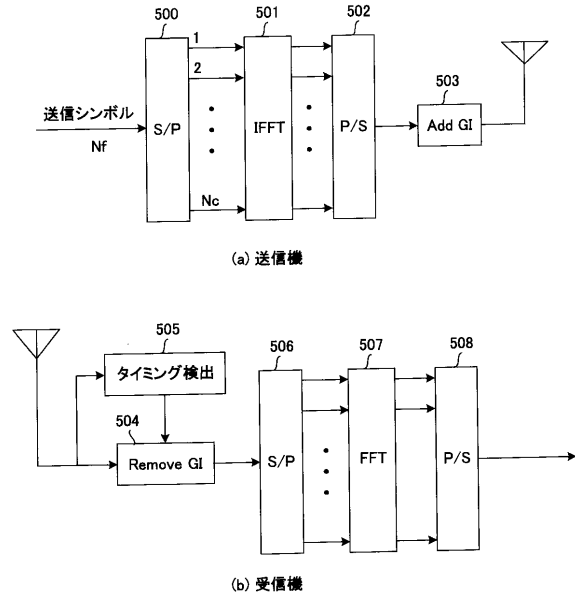 500
501
502
1
2
503
送信シンボル
Nf
S/P
IFFT
P/S
Add GI
Nc
(a) 送信機
505
506
507
508
タイミング検出
504
Remove GI
S/P
FFT
P/S
(b) 受信機